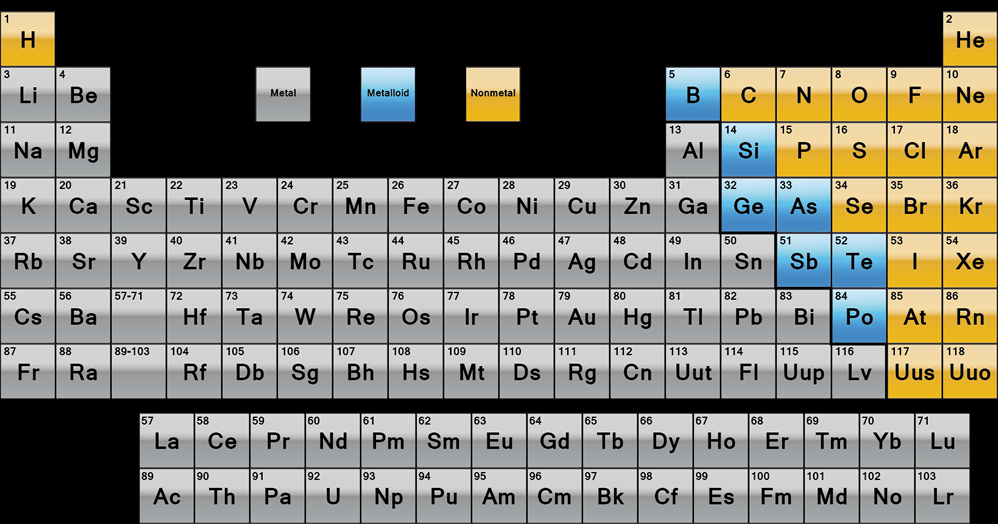 1 2
H He
3 4 5 6 7 8 9 10
Li Be Metal Metalloid Nonmetal B C N O F Ne
11 12 13 14 15 16 17 18
Na Mg Al Si P S Cl Ar
19 20 21 22 23 24 25 26 27 28 29 30 31 32 33 34 35 36
K Ca Sc Ti V Cr Mn Fe Co Ni Cu Zn Ga Ge As Se Br Kr
37 38 39 40 41 42 43 44 45 46 47 48 49 50 51 52 53 54
Rb Sr Y Zr Nb Mo Tc Ru Rh Pd Ag Cd In Sn Sb Te I Xe
55 56 57-71 72 73 74 75 76 77 78 79 80 81 82 83 84 85 86
Cs Ba Hf Ta W Re Os Ir Pt Au Hg Tl Pb Bi Po At Rn
87 88 89-103 104 105 106 107 108 109 110 111 112 113 114 115 116 117 118
Fr Ra Rf Db Sg Bh Hs Mt Ds Rg Cn Uut Fl Uup Lv Uus Uuo
57 58 59 60 61 62 63 64 65 66 67 68 69 70 71
La Ce Pr Nd Pm Sm Eu Gd Tb Dy Ho Er Tm Yb Lu
89 90 91 92 93 94 95 96 97 98 99 100 101 102 103
Ac Th Pa U Np Pu Am Cm Bk Cf Es Fm Md No Lr